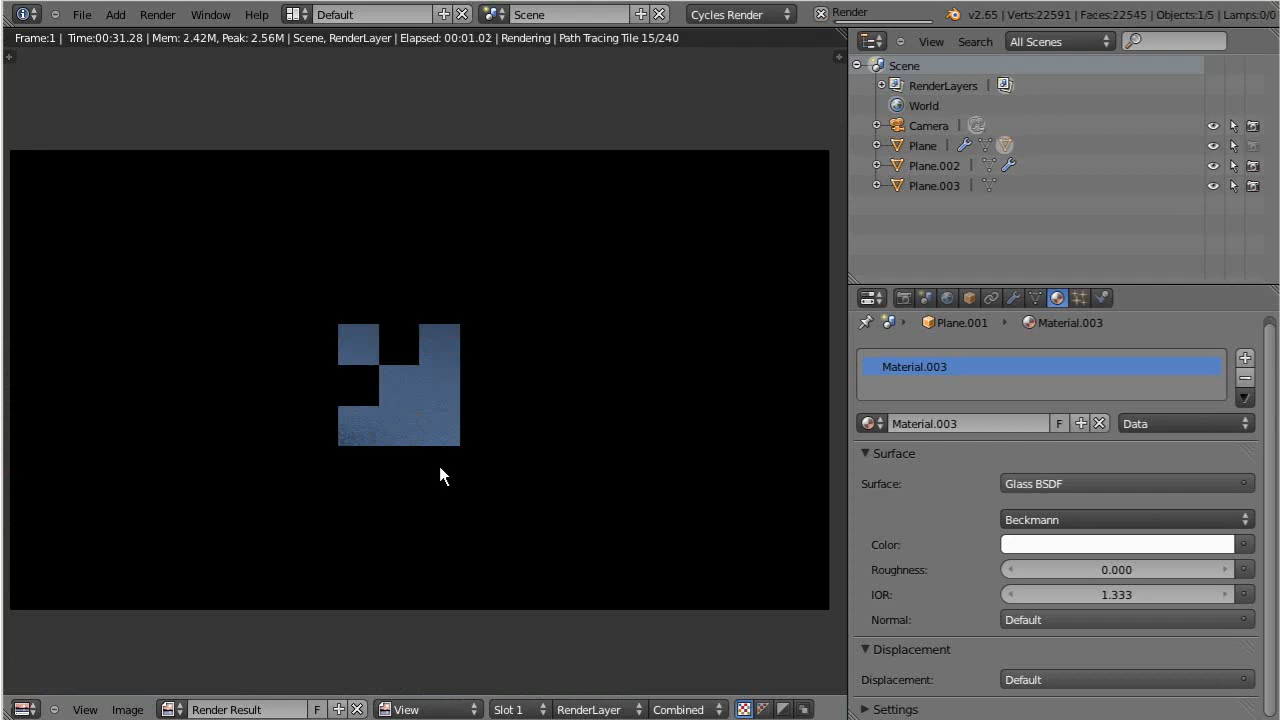 File Add Render Window Help Default Scene Cycles Render Render v2.65 | Verts:22591 | Faces:22545 | Objects:1/5 | Lamps:0/0
Frame:1 | Time:00:31.28 | Mem: 2.42M, Peak: 2.56M | Scene, RenderLayer | Elapsed: 00:01.02 | Rendering | Path Tracing Tile 15/240
View Search All Scenes
Scene
RenderLayers
World
Camera
Plane
Plane.002
Plane.003
Plane.001 Material.003
Material.003
Material.003 F Data
Surface
Surface: Glass BSDF
Beckmann
Color:
Roughness: 0.000
IOR: 1.333
Normal: Default
Displacement
Displacement: Default
Settings
View Image Render Result F View Slot 1 RenderLayer Combined